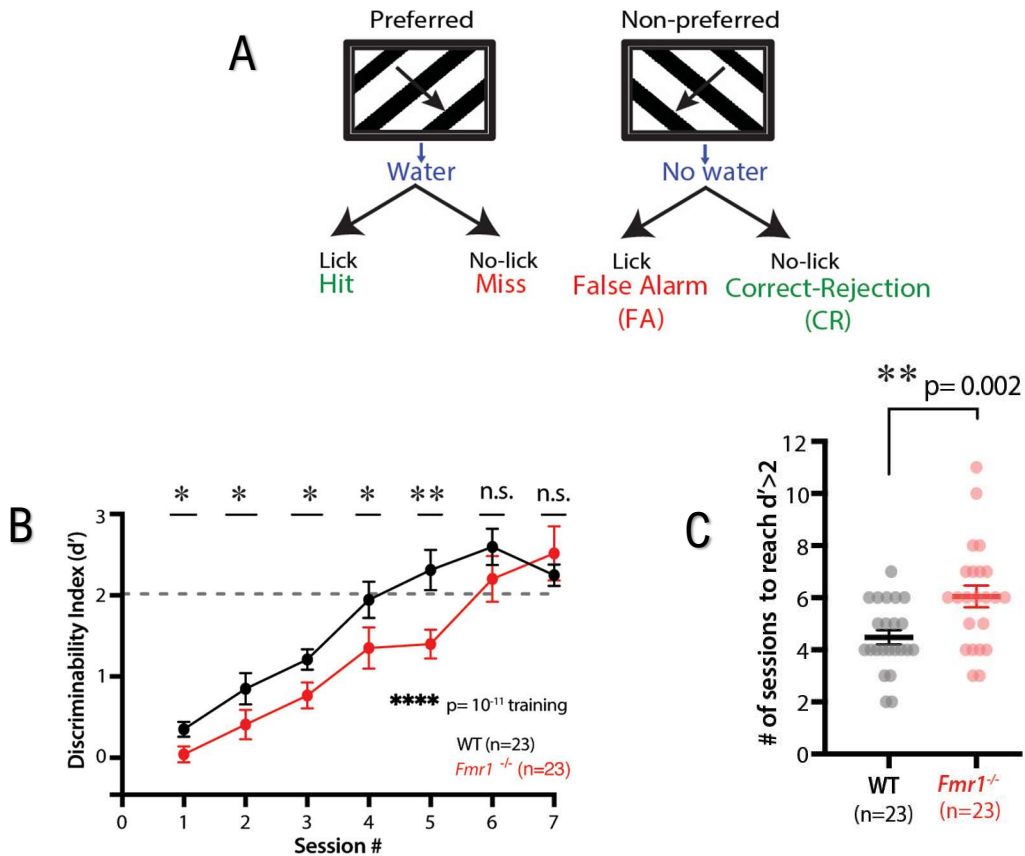 A
Preferred
Non-preferred
Water
No water
Lick
Hit
No-lick
Miss
Lick
False Alarm
(FA)
No-lick
Correct-Rejection
(CR)
B
* * * * ** n.s. n.s.
Discriminability Index (d')
3
2
1
0
**** p= 10⁻¹¹ training
WT (n=23)
Fmr1 -/- (n=23)
0 1 2 3 4 5 6 7
Session #
C
** p= 0.002
# of sessions to reach d'>2
12
10
8
6
4
2
0
WT
(n=23)
Fmr1-/-
(n=23)